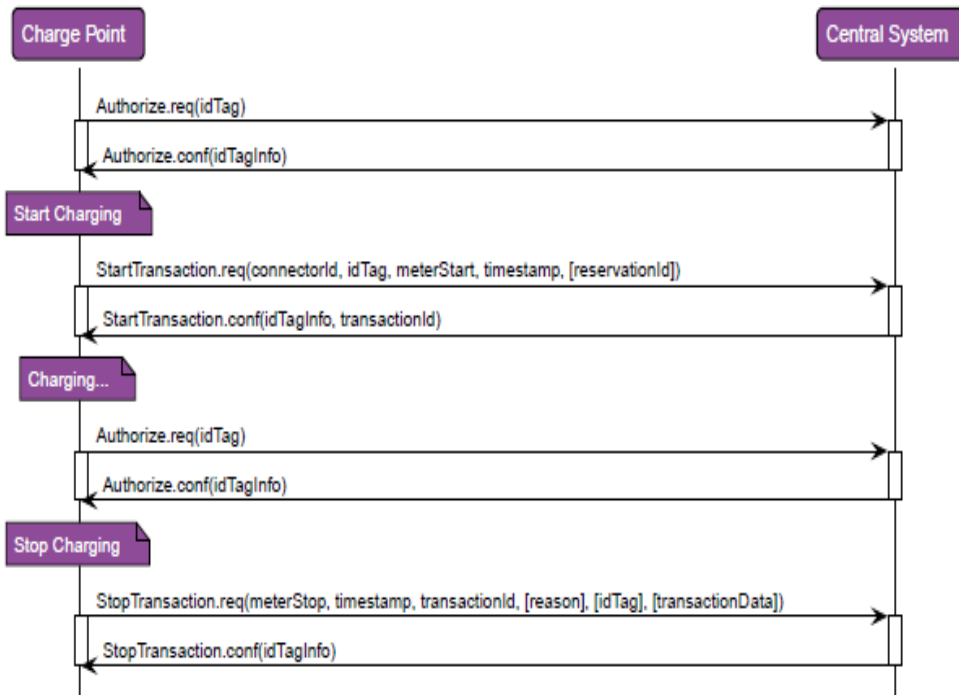 Charge Point
Central System
Authorize.req(idTag)
Authorize.conf(idTagInfo)
Start Charging
StartTransaction.req(connectorId, idTag, meterStart, timestamp, [reservationId])
StartTransaction.conf(idTagInfo, transactionId)
Charging...
Authorize.req(idTag)
Authorize.conf(idTagInfo)
Stop Charging
StopTransaction.req(meterStop, timestamp, transactionId, [reason], [idTag], [transactionData])
StopTransaction.conf(idTagInfo)